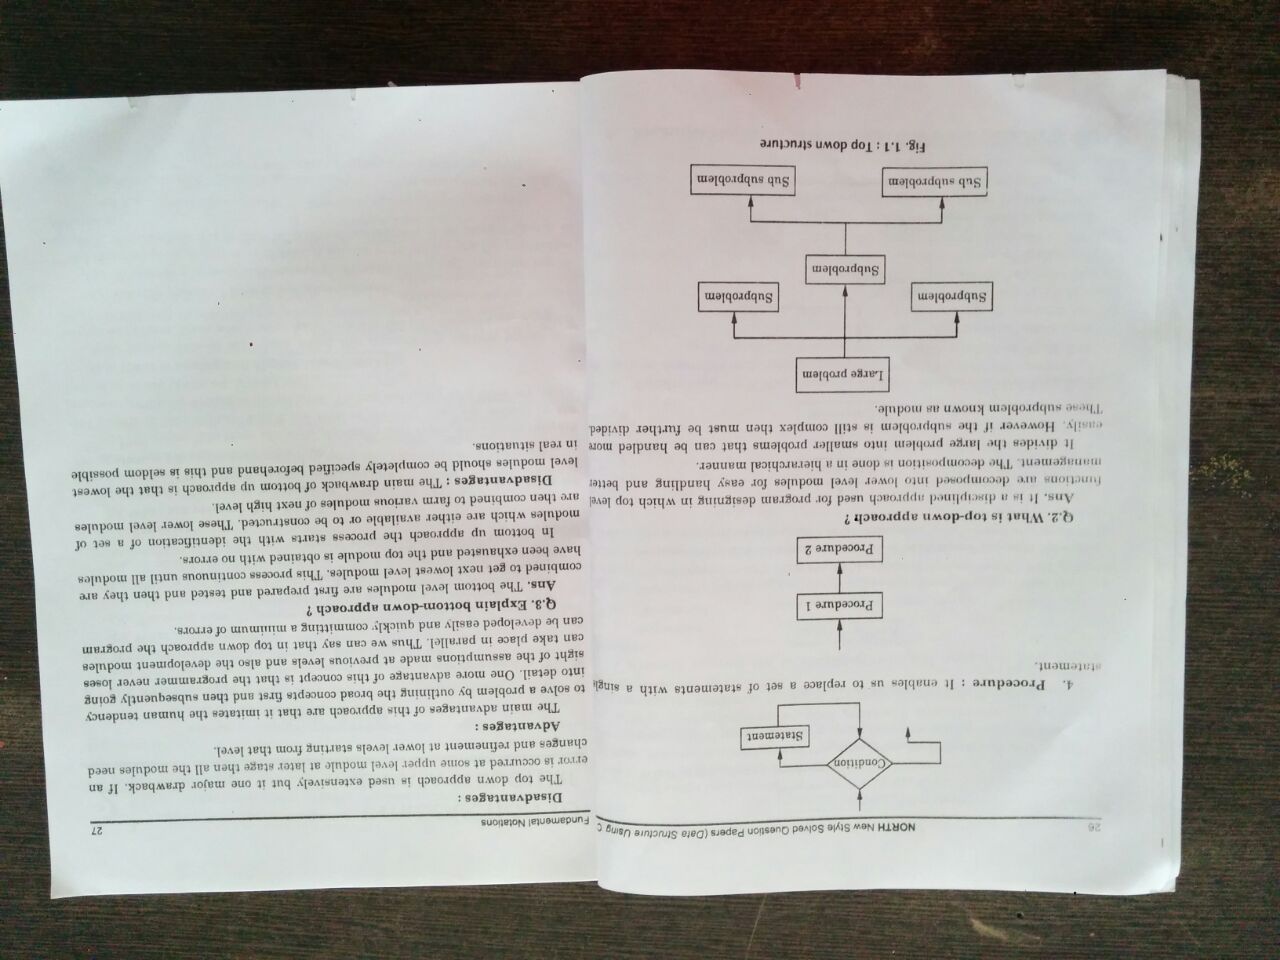 26 NORTH New Style Solved Question Papers (Data Structure Using C
Condition
Statement
4. Procedure : It enables us to replace a set of statements with a singl
statement.
Procedure 1
Procedure 2
Q.2. What is top-down approach ?
Ans. It is a disciplined approach used for program designing in which top level
functions are decomposed into lower level modules for easy handling and better
management. The decomposition is done in a hierarchical manner.
It divides the large problem into smaller problems that can be handled more
easily. However if the subproblem is still complex then must be further divided.
These subproblem known as module.
Large problem
Subproblem Subproblem
Subproblem
Sub subproblem Sub subproblem
Fig. 1.1 : Top down structure
Fundamental Notations 27
Disadvantages :
The top down approach is used extensively but it one major drawback. If an
error is occurred at some upper level module at later stage then all the modules need
changes and refinement at lower levels starting from that level.
Advantages :
The main advantages of this approach are that it imitates the human tendency
to solve a problem by outlining the broad concepts first and then subsequently going
into detail. One more advantage of this concept is that the programmer never loses
sight of the assumptions made at previous levels and also the development modules
can take place in parallel. Thus we can say that in top down approach the program
can be developed easily and quickly committing a minimum of errors.
Q.3. Explain bottom-down approach ?
Ans. The bottom level modules are first prepared and tested and then they are
combined to get next lowest level modules. This process continuous until all modules
have been exhausted and the top module is obtained with no errors.
In bottom up approach the process starts with the identification of a set of
modules which are either available or to be constructed. These lower level modules
are then combined to farm various modules of next high level.
Disadvantages : The main drawback of bottom up approach is that the lowest
level modules should be completely specified beforehand and this is seldom possible
in real situations.